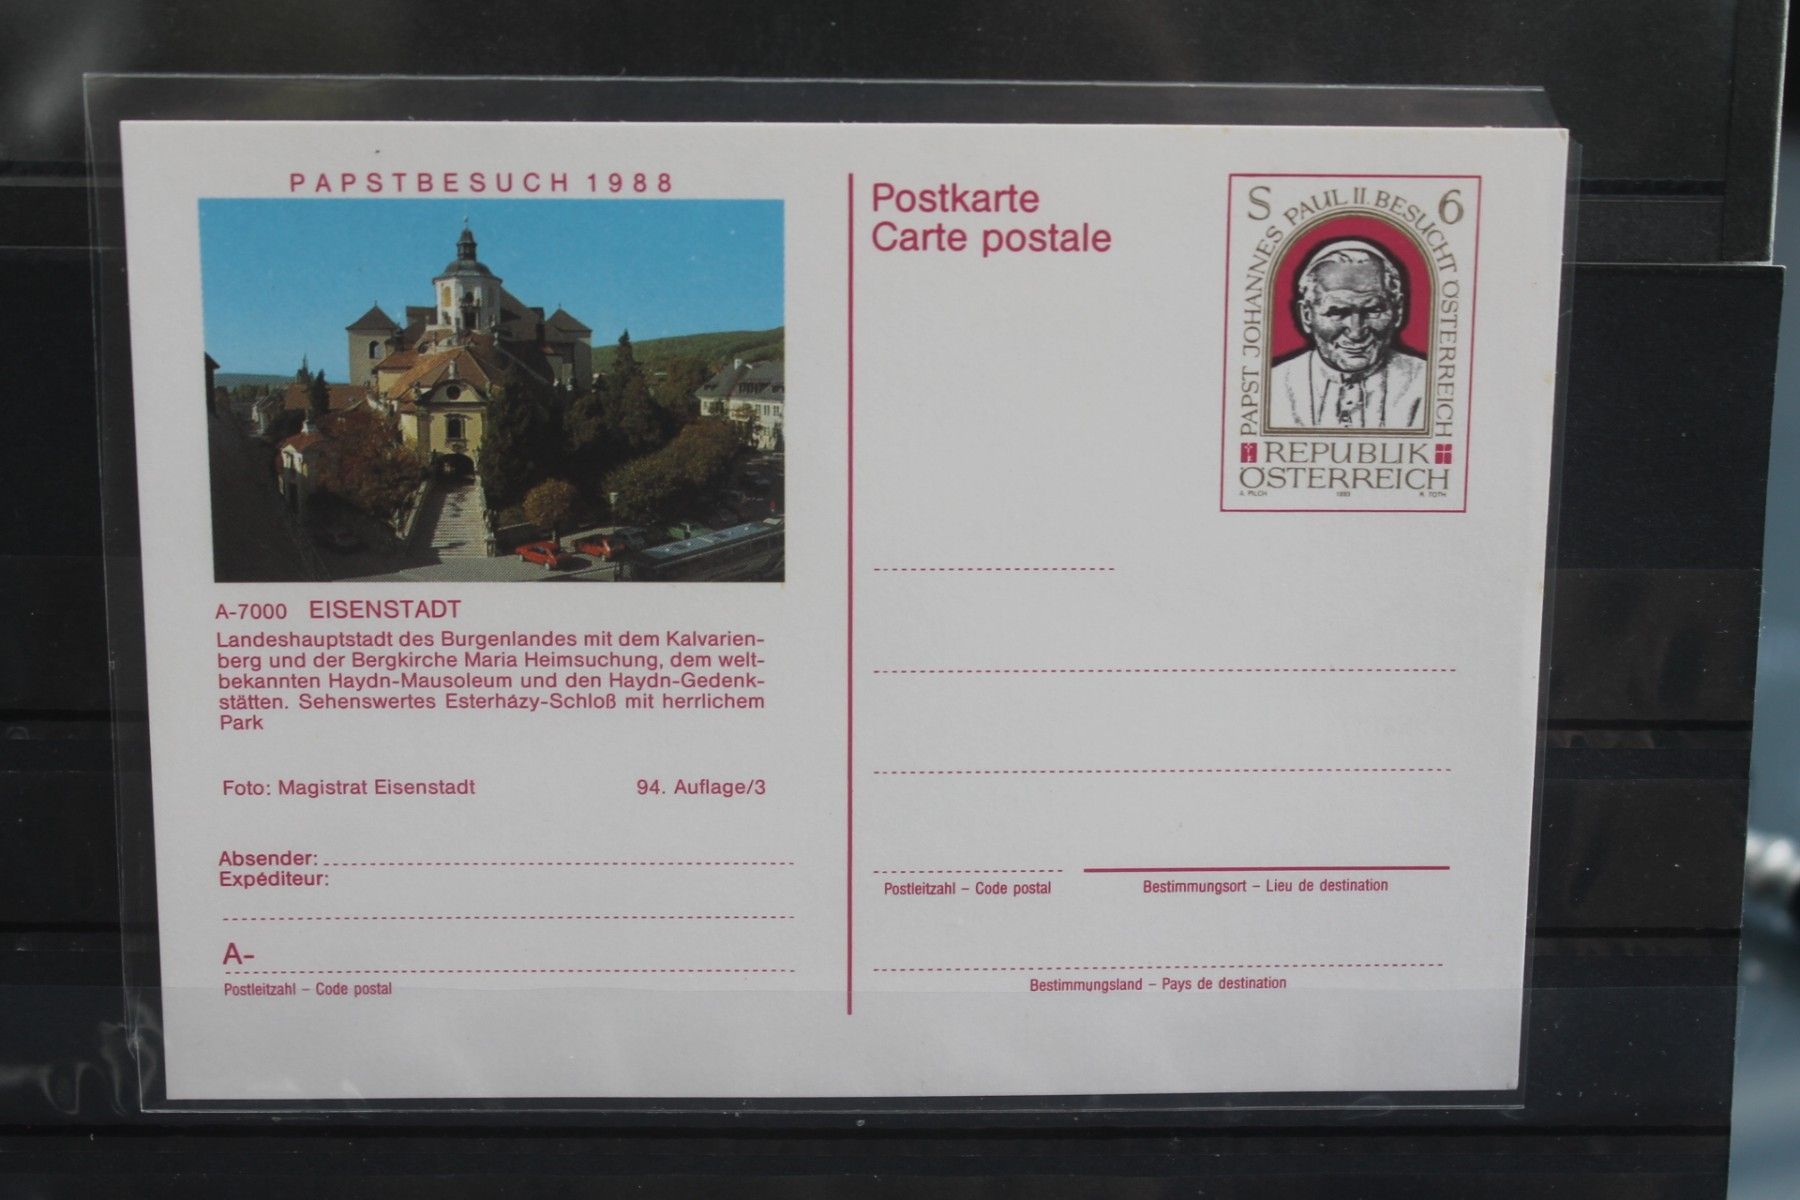 PAPSTBESUCH 1988
A-7000 EISENSTADT
Landeshauptstadt des Burgenlandes mit dem Kalvarien-
berg und der Bergkirche Maria Heimsuchung, dem welt-
bekannten Haydn-Mausoleum und den Haydn-Gedenk-
stätten. Sehenswertes Esterházy-Schloß mit herrlichem
Park
Foto: Magistrat Eisenstadt 94. Auflage/3
Absender:
Expéditeur:
A-
Postleitzahl – Code postal
Postkarte
Carte postale
S 6
PAPST JOHANNES PAUL II. BESUCHT ÖSTERREICH
REPUBLIK
ÖSTERREICH
A. PILCH 1983 K. TOTH
Postleitzahl – Code postal
Bestimmungsort – Lieu de destination
Bestimmungsland – Pays de destination